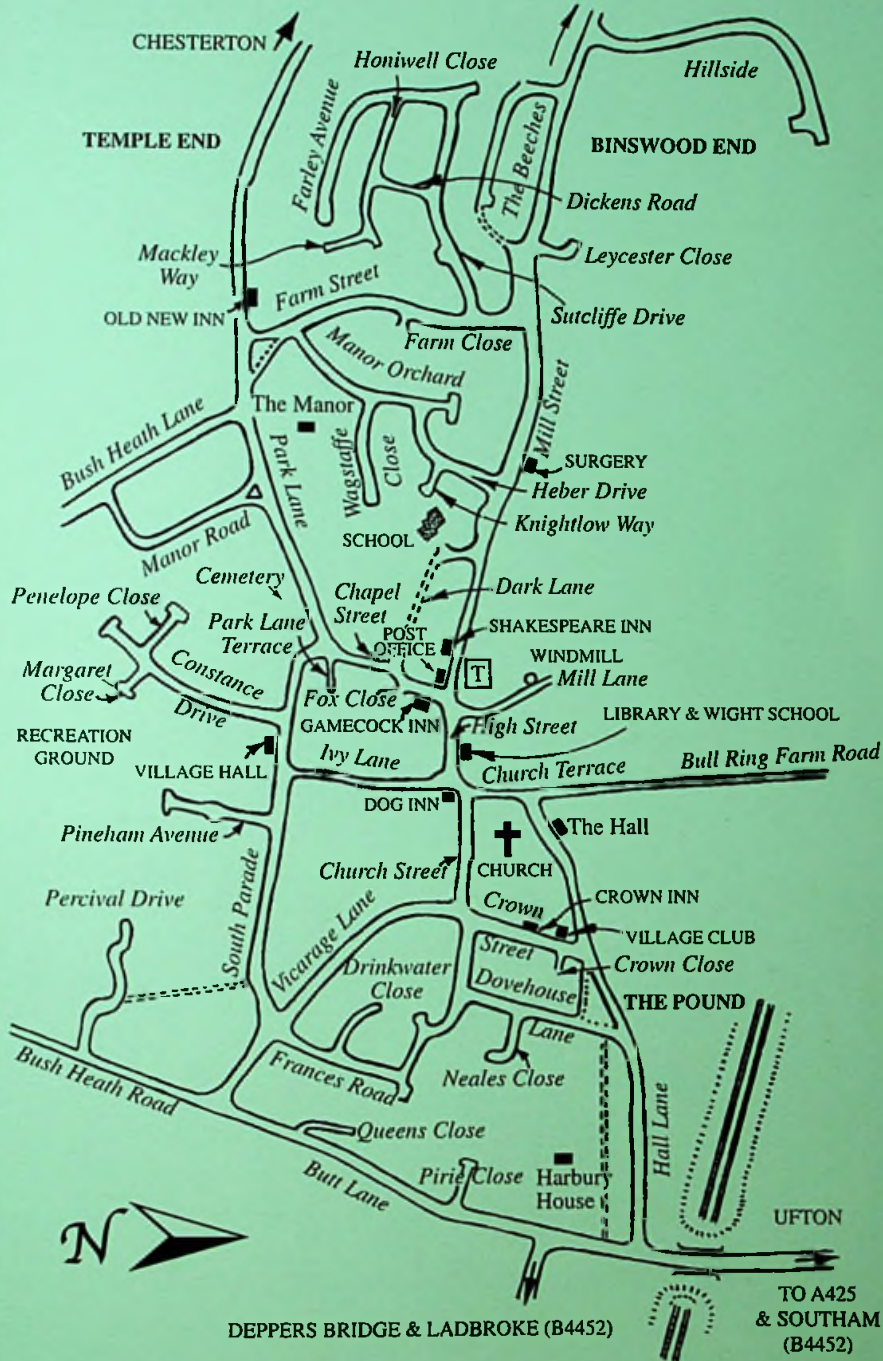 CHESTERTON
Honiwell Close
Hillside
TEMPLE END
Farley Avenue
The Beeches
BINSWOOD END
Dickens Road
Mackley
Way
Leycester Close
Farm Street
OLD NEW INN
Sutcliffe Drive
Farm Close
Manor Orchard
Mill Street
Bush Heath Lane
The Manor
Park Lane
Wagstaffe
Close
SURGERY
Heber Drive
Knightlow Way
SCHOOL
Manor Road
Cemetery
Chapel
Street
Dark Lane
Penelope Close
Park Lane
Terrace
POST
OFFICE
SHAKESPEARE INN
T
WINDMILL
Mill Lane
Margaret
Close
Constance
Drive
Fox Close
GAMECOCK INN
High Street
LIBRARY & WIGHT SCHOOL
RECREATION
GROUND
VILLAGE HALL
Ivy Lane
Church Terrace
Bull Ring Farm Road
DOG INN
The Hall
Pineham Avenue
Church Street
CHURCH
Percival Drive
South Parade
Vicarage Lane
Crown
Street
CROWN INN
VILLAGE CLUB
Crown Close
Drinkwater
Close
Dovehouse
Lane
THE POUND
Bush Heath Road
Frances Road
Neales Close
Hall Lane
Queens Close
Butt Lane
Pirie Close
Harbury
House
UFTON
N
DEPPERS BRIDGE & LADBROKE (B4452)
TO A425
& SOUTHAM
(B4452)